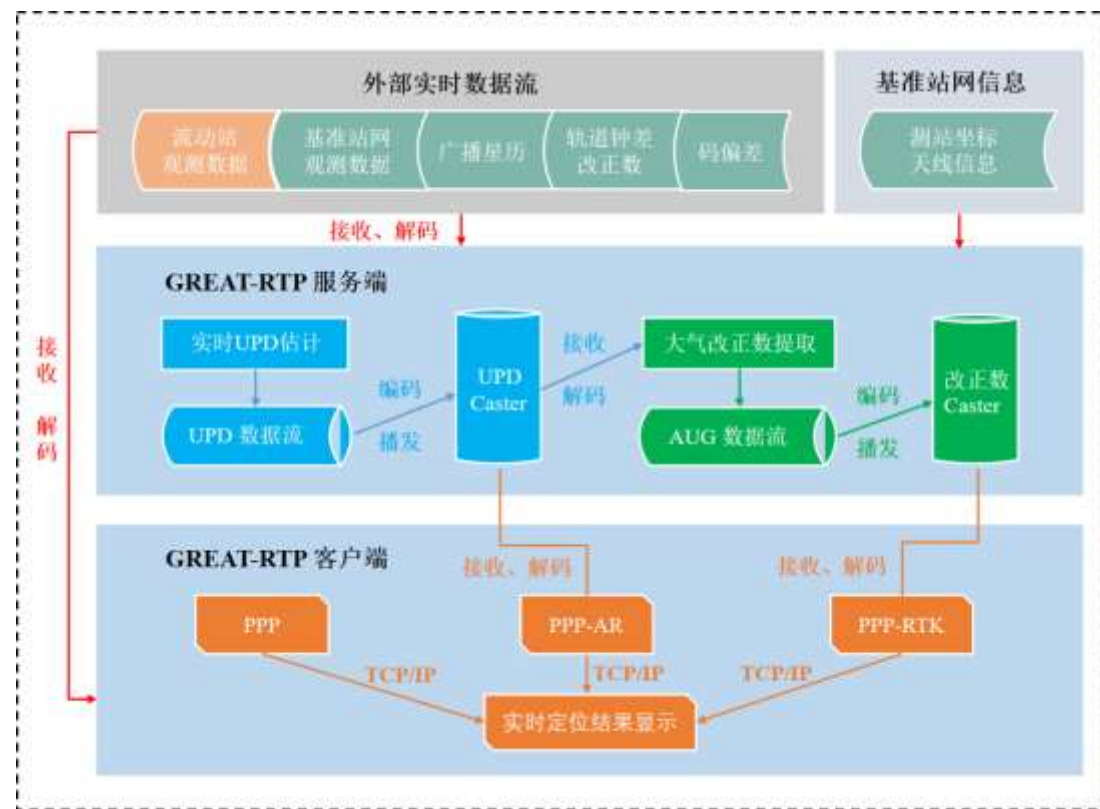 外部实时数据流
基准站网信息
流动站
观测数据
基准站网
观测数据
广播星历
轨道钟差
改正数
码偏差
测站坐标
天线信息
接收、解码
GREAT-RTP 服务端
实时UPD估计
UPD 数据流
编码
播发
UPD
Caster
接收
解码
大气改正数提取
AUG 数据流
编码
播发
改正数
Caster
接
收
解
码
GREAT-RTP 客户端
接收、解码
接收、解码
PPP
PPP-AR
PPP-RTK
TCP/IP
TCP/IP
TCP/IP
实时定位结果显示